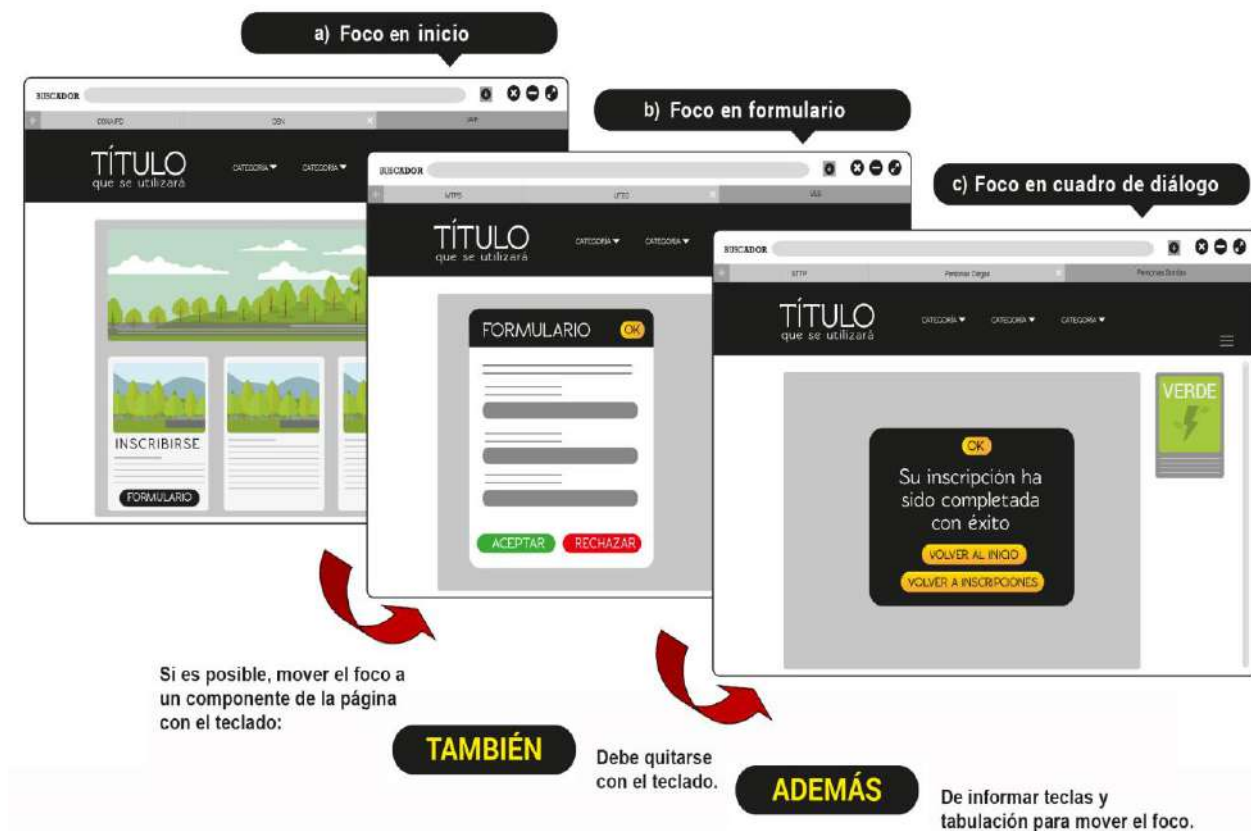 a) Foco en inicio
BUSCADOR
TÍTULO
que se utilizará
CATEGORÍA
CATEGORÍA
INSCRIBIRSE
FORMULARIO
b) Foco en formulario
BUSCADOR
TÍTULO
que se utilizará
CATEGORÍA
CATEGORÍA
FORMULARIO
OK
ACEPTAR
RECHAZAR
c) Foco en cuadro de diálogo
BUSCADOR
Personas Ciegas
Personas Sordas
TÍTULO
que se utilizará
CATEGORÍA
CATEGORÍA
CATEGORÍA
VERDE
OK
Su inscripción ha
sido completada
con éxito
VOLVER AL INICIO
VOLVER A INSCRIPCIONES
Si es posible, mover el foco a
un componente de la página
con el teclado:
TAMBIÉN
Debe quitarse
con el teclado.
ADEMÁS
De informar teclas y
tabulación para mover el foco.